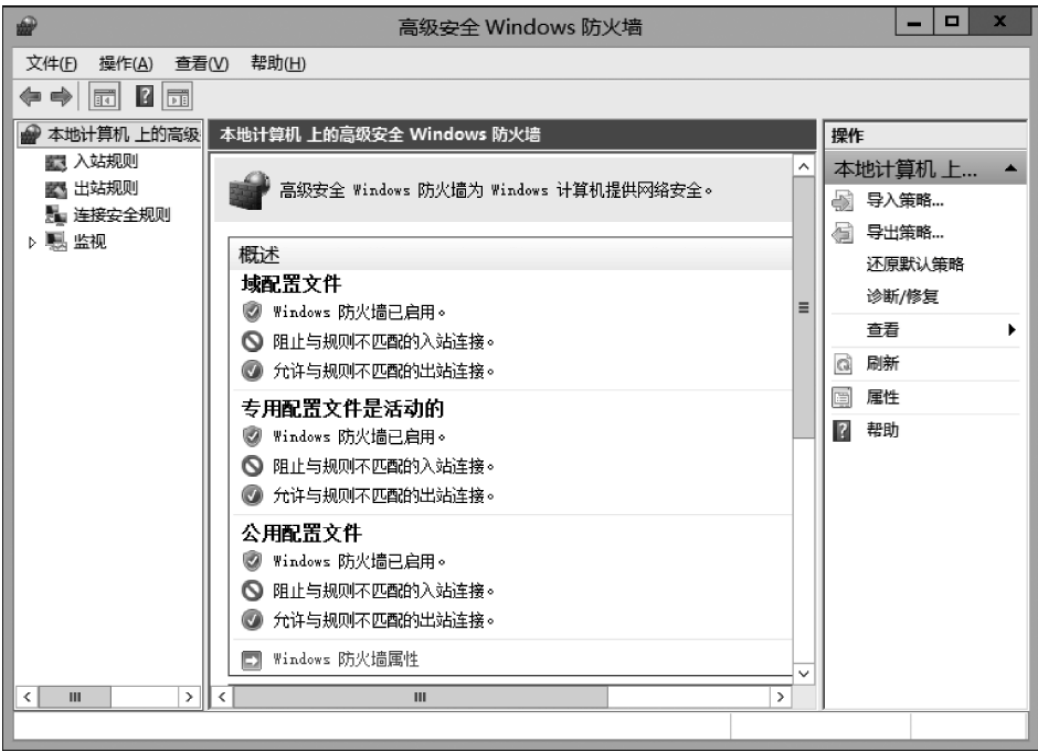 高级安全 Windows 防火墙
文件(F) 操作(A) 查看(V) 帮助(H)
本地计算机 上的高级
入站规则
出站规则
连接安全规则
监视
本地计算机 上的高级安全 Windows 防火墙
高级安全 Windows 防火墙为 Windows 计算机提供网络安全。
概述
域配置文件
Windows 防火墙已启用。
阻止与规则不匹配的入站连接。
允许与规则不匹配的出站连接。
专用配置文件是活动的
Windows 防火墙已启用。
阻止与规则不匹配的入站连接。
允许与规则不匹配的出站连接。
公用配置文件
Windows 防火墙已启用。
阻止与规则不匹配的入站连接。
允许与规则不匹配的出站连接。
Windows 防火墙属性
操作
本地计算机 上...
导入策略...
导出策略...
还原默认策略
诊断/修复
查看
刷新
属性
帮助